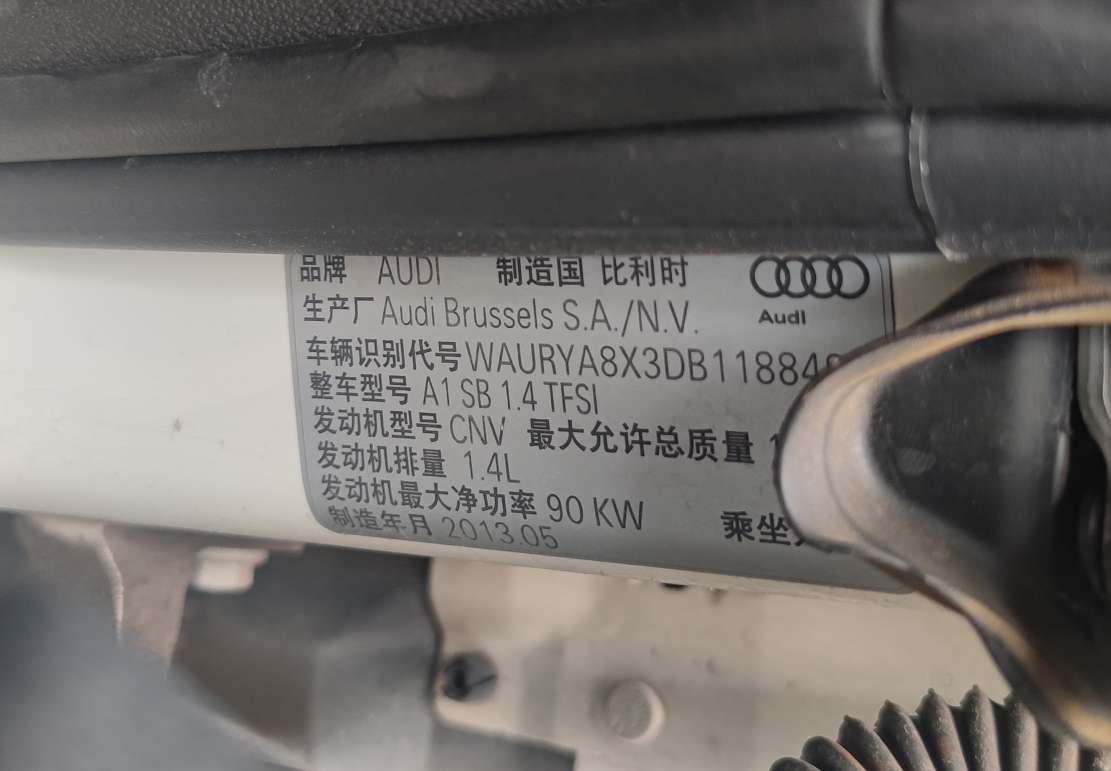 品牌 AUDI 制造国 比利时
Audi
生产厂 Audi Brussels S.A./N.V.
车辆识别代号 WAURYA8X3DB11884
整车型号 A1 SB 1.4 TFSI
发动机型号 CNV 最大允许总质量 1
发动机排量 1.4L
发动机最大净功率 90 KW 乘坐
制造年月 2013.05